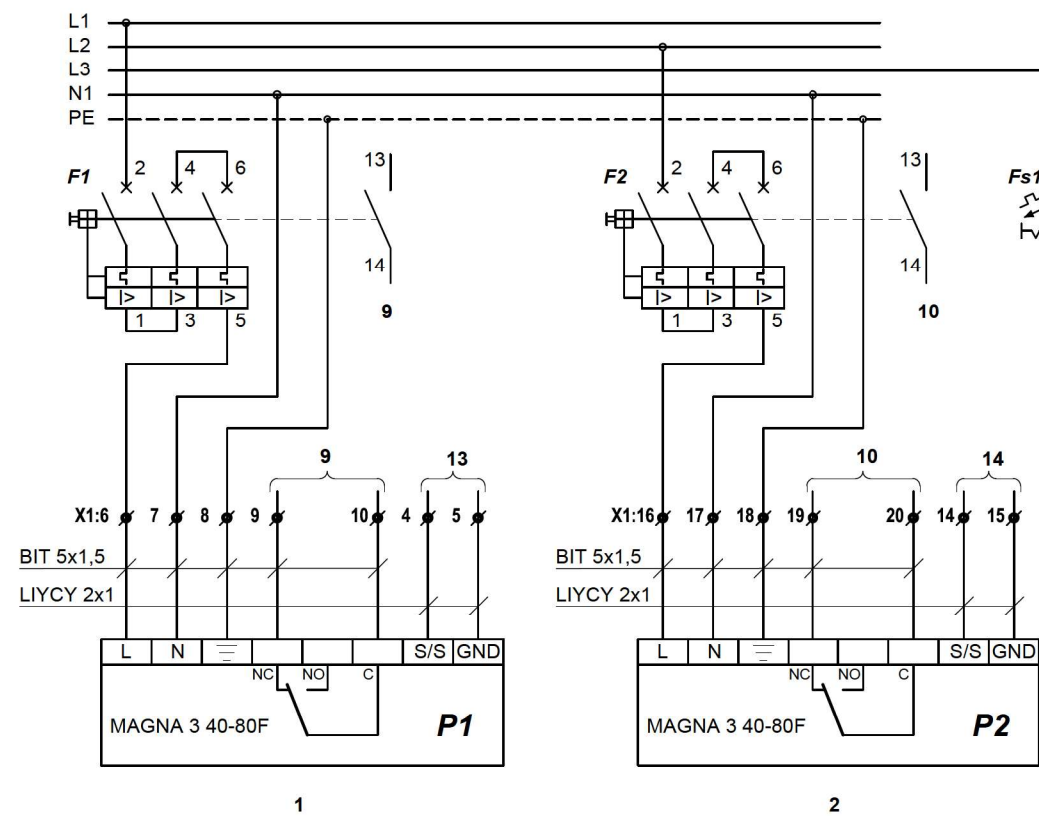 L1
L2
L3
N1
PE
F1 2 4 6 13
14
I> I> I>
1 3 5 9
F2 2 4 6 13
14
I> I> I>
1 3 5 10
Fs1
9 13
X1:6 7 8 9 10 4 5
10 14
X1:16 17 18 19 20 14 15
BIT 5x1,5
LIYCY 2x1
BIT 5x1,5
LIYCY 2x1
L N S/S GND
NC NO C
MAGNA 3 40-80F P1
L N S/S GND
NC NO C
MAGNA 3 40-80F P2
1 2